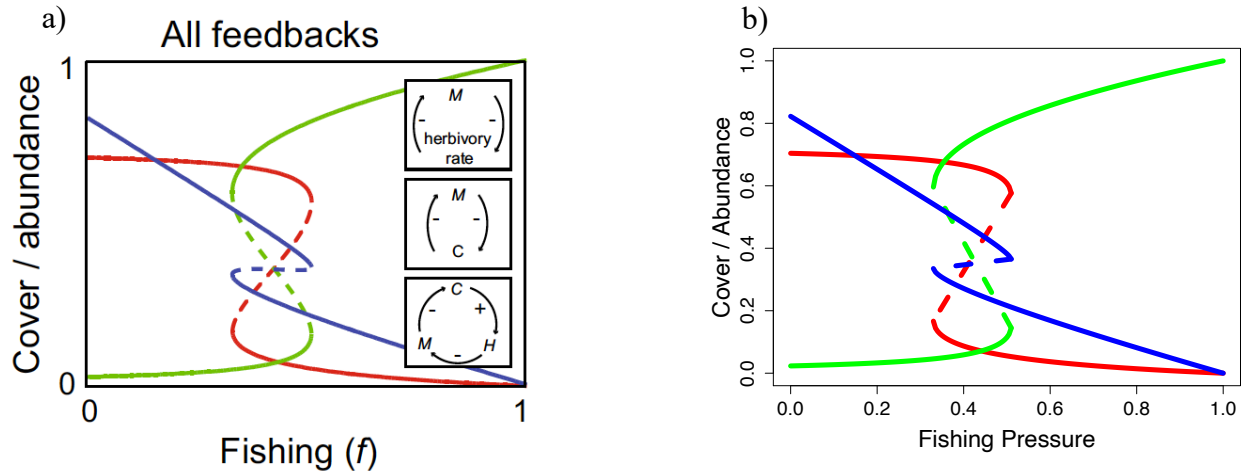 a)
All feedbacks
Cover / abundance
1
0
0
1
Fishing (f)
M
-
-
herbivory
rate
M
-
-
C
C
-
+
M
H
-
b)
Cover / Abundance
1.0
0.8
0.6
0.4
0.2
0.0
0.0 0.2 0.4 0.6 0.8 1.0
Fishing Pressure